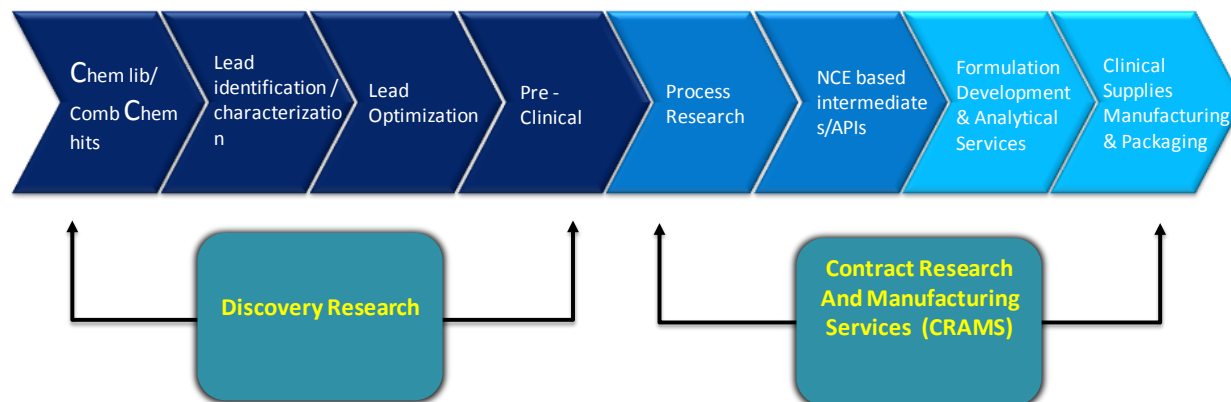 Chem lib/
Comb Chem
hits
Lead
identification /
characterizatio
n
Lead
Optimization
Pre -
Clinical
Process
Research
NCE based
intermediate
s/APIs
Formulation
Development
& Analytical
Services
Clinical
Supplies
Manufacturing
& Packaging
Discovery Research
Contract Research
And Manufacturing
Services (CRAMS)